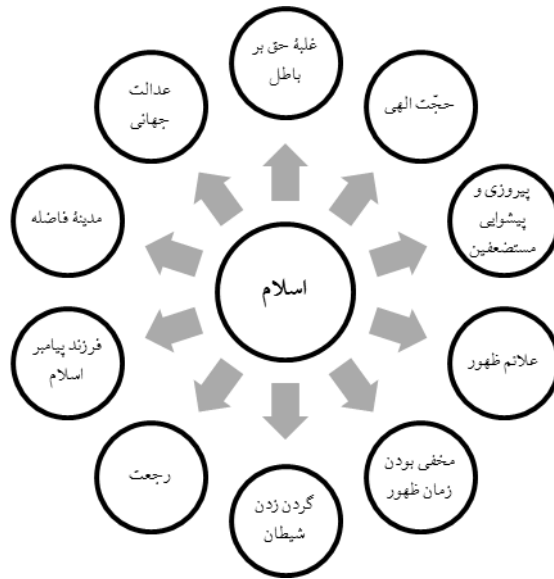 غلبهٔ حق بر
باطل
حجّت الهی
پیروزی و
پیشوایی
مستضعفین
علائم ظهور
مخفی بودن
زمان ظهور
گردن زدن
شیطان
رجعت
فرزند پیامبر
اسلام
مدینهٔ فاضله
عدالت
جهانی
اسلام